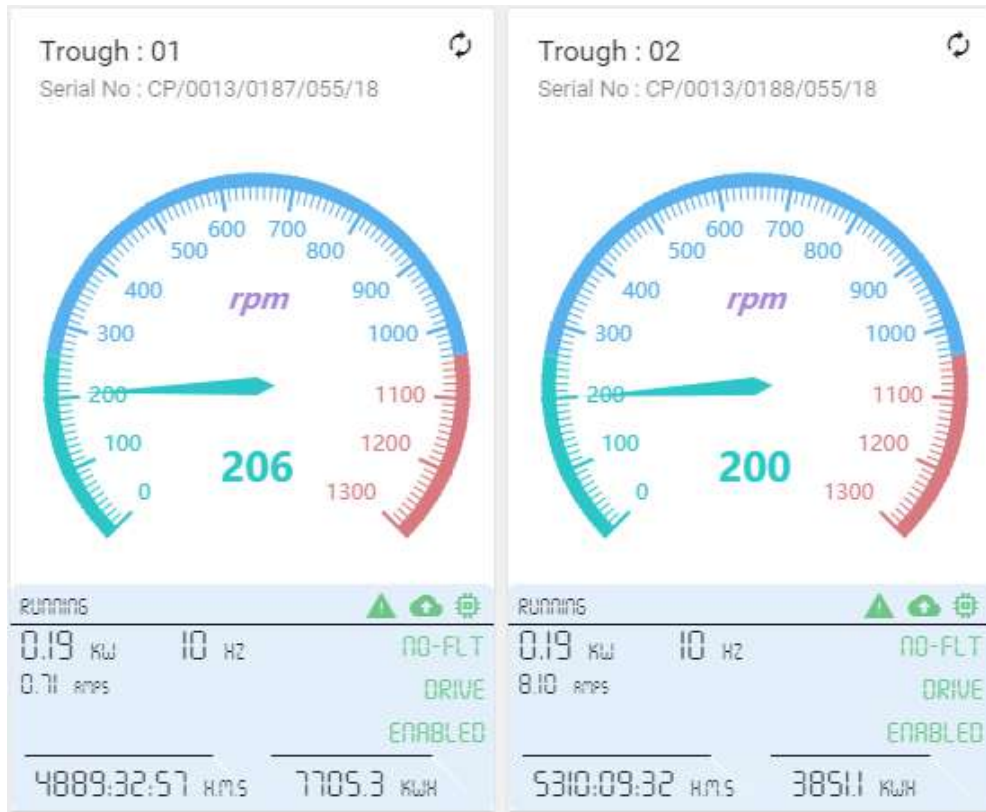 Trough : 01
Serial No : CP/0013/0187/055/18
0
100
200
300
400
500
600
700
800
900
1000
1100
1200
1300
rpm
206
RUNNING
0.19 KW 10 HZ NO-FLT
0.71 AMPS DRIVE
ENABLED
4889:32:57 H.M.S 7705.3 KWH
Trough : 02
Serial No : CP/0013/0188/055/18
0
100
200
300
400
500
600
700
800
900
1000
1100
1200
1300
rpm
200
RUNNING
0.19 KW 10 HZ NO-FLT
8.10 AMPS DRIVE
ENABLED
5310:09:32 H.M.S 3851.1 KWH